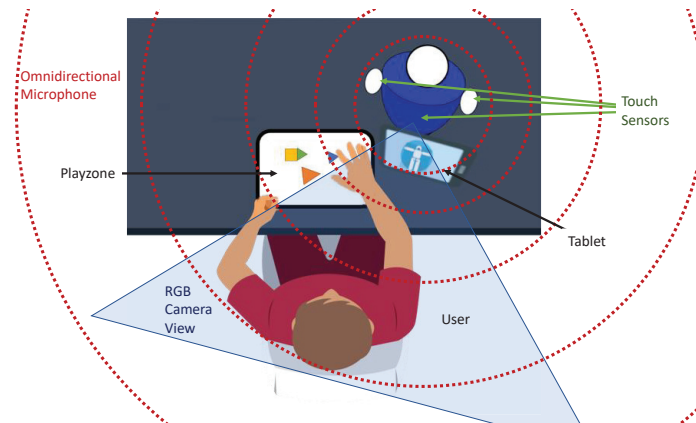 Omnidirectional
Microphone
Touch
Sensors
Playzone
Tablet
RGB
Camera
View
User